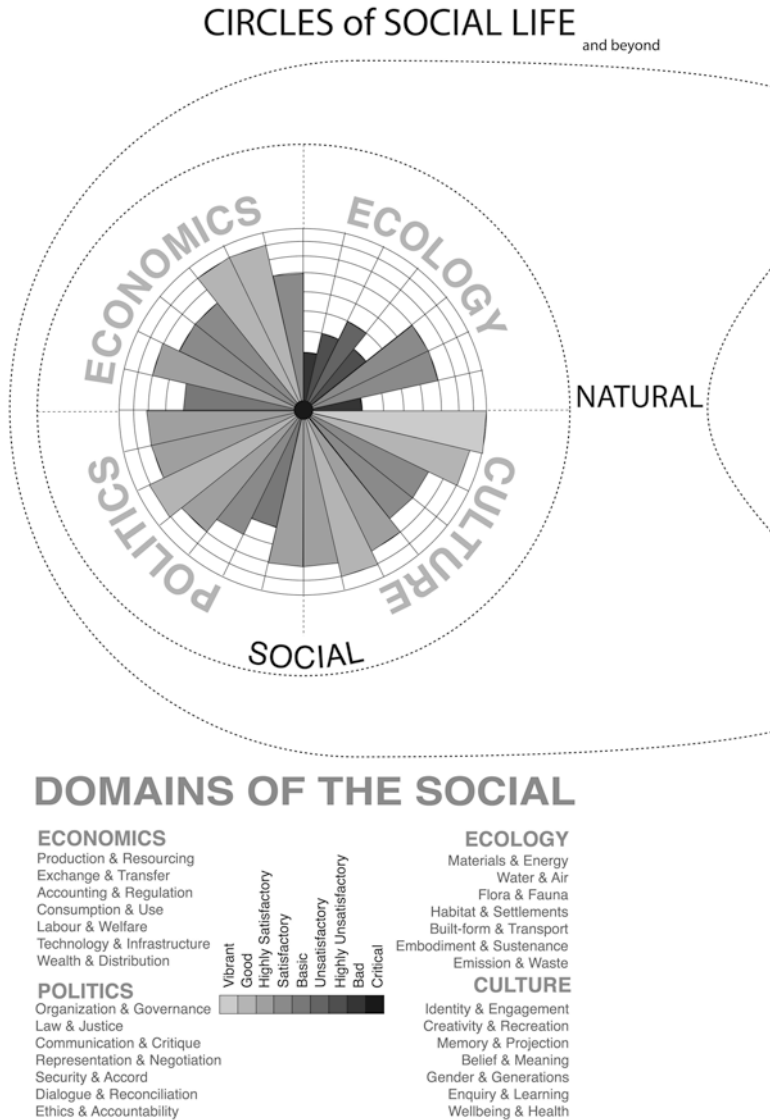 CIRCLES of SOCIAL LIFE
and beyond
ECONOMICS
ECOLOGY
NATURAL
POLITICS
CULTURE
SOCIAL
DOMAINS OF THE SOCIAL
ECONOMICS
Production & Resourcing
Exchange & Transfer
Accounting & Regulation
Consumption & Use
Labour & Welfare
Technology & Infrastructure
Wealth & Distribution
POLITICS
Organization & Governance
Law & Justice
Communication & Critique
Representation & Negotiation
Security & Accord
Dialogue & Reconciliation
Ethics & Accountability
Vibrant
Good
Highly Satisfactory
Satisfactory
Basic
Unsatisfactory
Highly Unsatisfactory
Bad
Critical
ECOLOGY
Materials & Energy
Water & Air
Flora & Fauna
Habitat & Settlements
Built-form & Transport
Embodiment & Sustenance
Emission & Waste
CULTURE
Identity & Engagement
Creativity & Recreation
Memory & Projection
Belief & Meaning
Gender & Generations
Enquiry & Learning
Wellbeing & Health